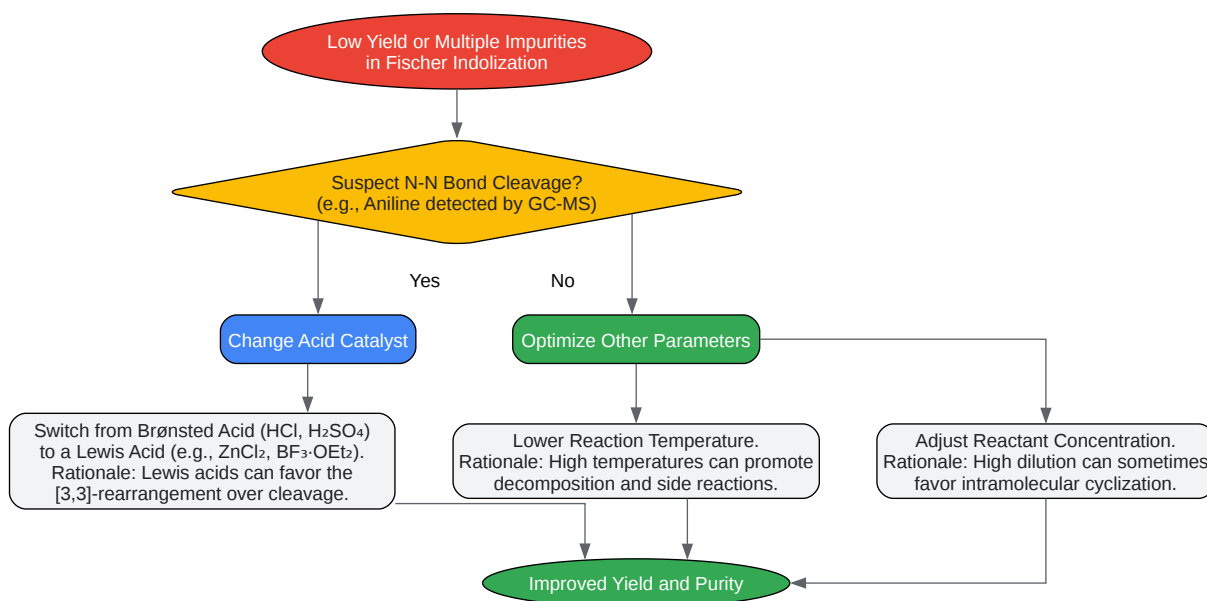 Low Yield or Multiple Impurities
in Fischer Indolization
Suspect N-N Bond Cleavage?
(e.g., Aniline detected by GC-MS)
Yes
No
Change Acid Catalyst
Optimize Other Parameters
Switch from Brønsted Acid (HCl, H₂SO₄)
to a Lewis Acid (e.g., ZnCl₂, BF₃·OEt₂).
Rationale: Lewis acids can favor the
[3,3]-rearrangement over cleavage.
Lower Reaction Temperature.
Rationale: High temperatures can promote
decomposition and side reactions.
Adjust Reactant Concentration.
Rationale: High dilution can sometimes
favor intramolecular cyclization.
Improved Yield and Purity